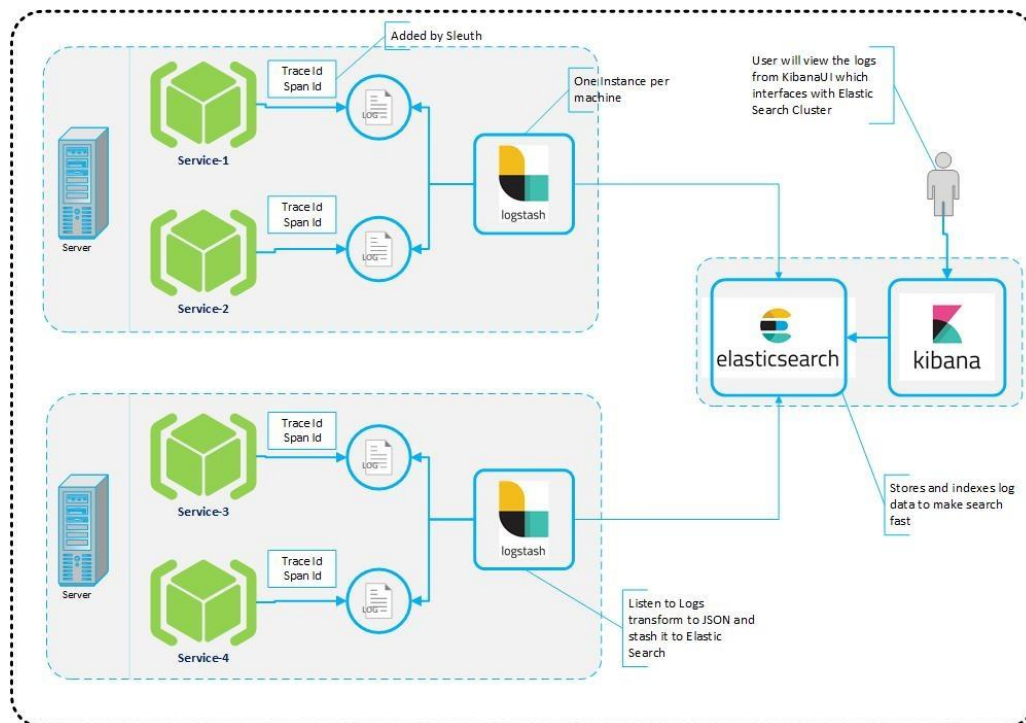 Added by Sleuth
Trace Id
Span Id
LOG
Service-1
One Instance per
machine
logstash
User will view the logs
from KibanaUI which
interfaces with Elastic
Search Cluster
Trace Id
Span Id
LOG
Service-2
Server
elasticsearch
kibana
Trace Id
Span Id
LOG
Service-3
logstash
Stores and indexes log
data to make search
fast
Trace Id
Span Id
LOG
Service-4
Server
Listen to Logs
transform to JSON and
stash it to Elastic
Search